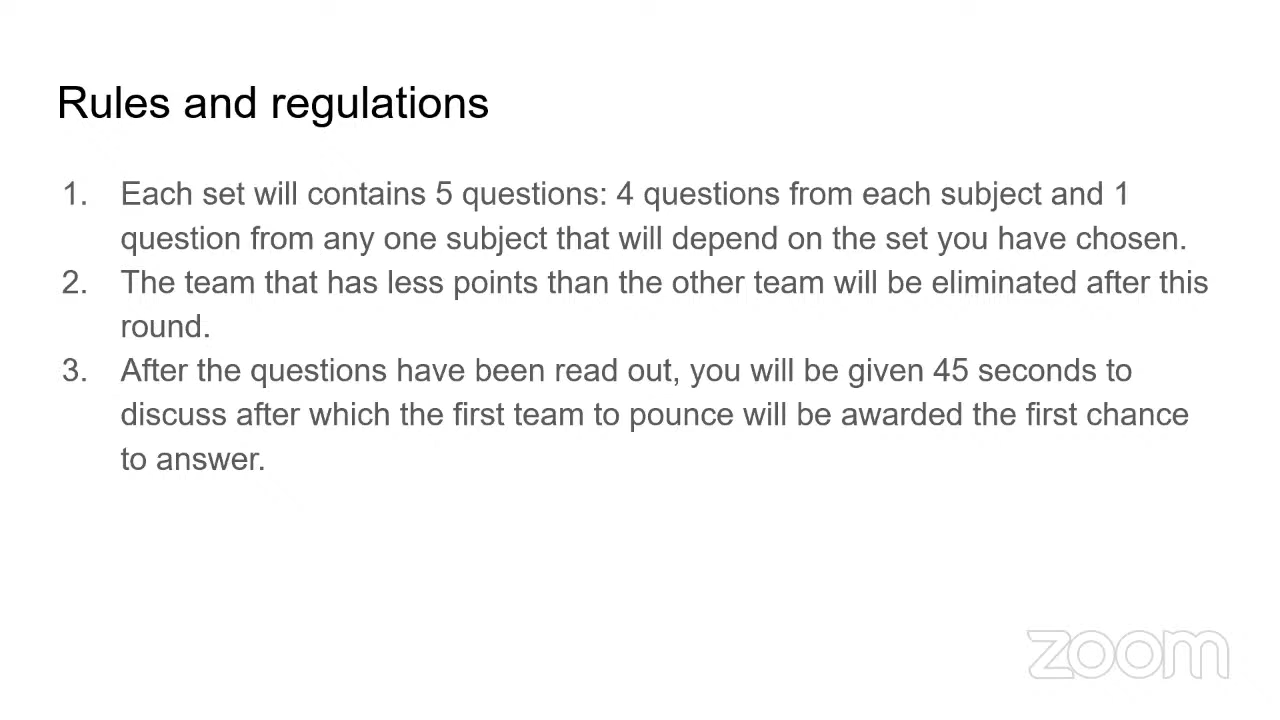 Rules and regulations
1. Each set will contains 5 questions: 4 questions from each subject and 1
question from any one subject that will depend on the set you have chosen.
2. The team that has less points than the other team will be eliminated after this
round.
3. After the questions have been read out, you will be given 45 seconds to
discuss after which the first team to pounce will be awarded the first chance
to answer.
zoom